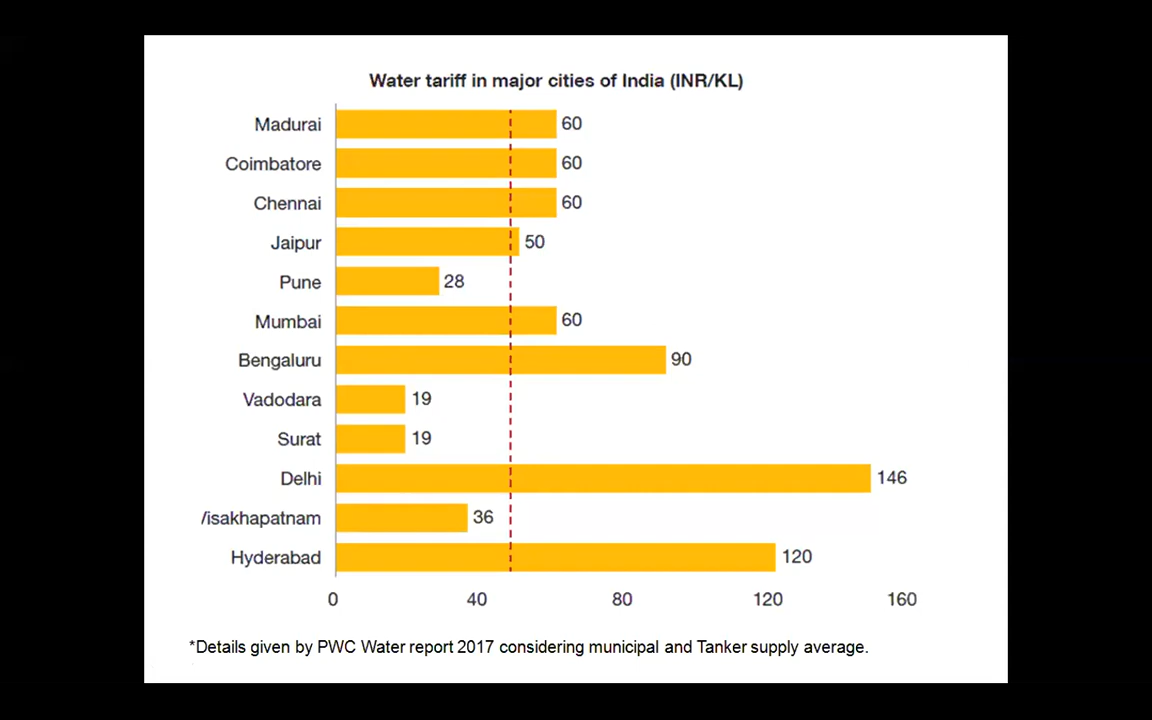 Water tariff in major cities of India (INR/KL)
Madurai 60
Coimbatore 60
Chennai 60
Jaipur 50
Pune 28
Mumbai 60
Bengaluru 90
Vadodara 19
Surat 19
Delhi 146
/isakhapatnam 36
Hyderabad 120
0 40 80 120 160
*Details given by PWC Water report 2017 considering municipal and Tanker supply average.